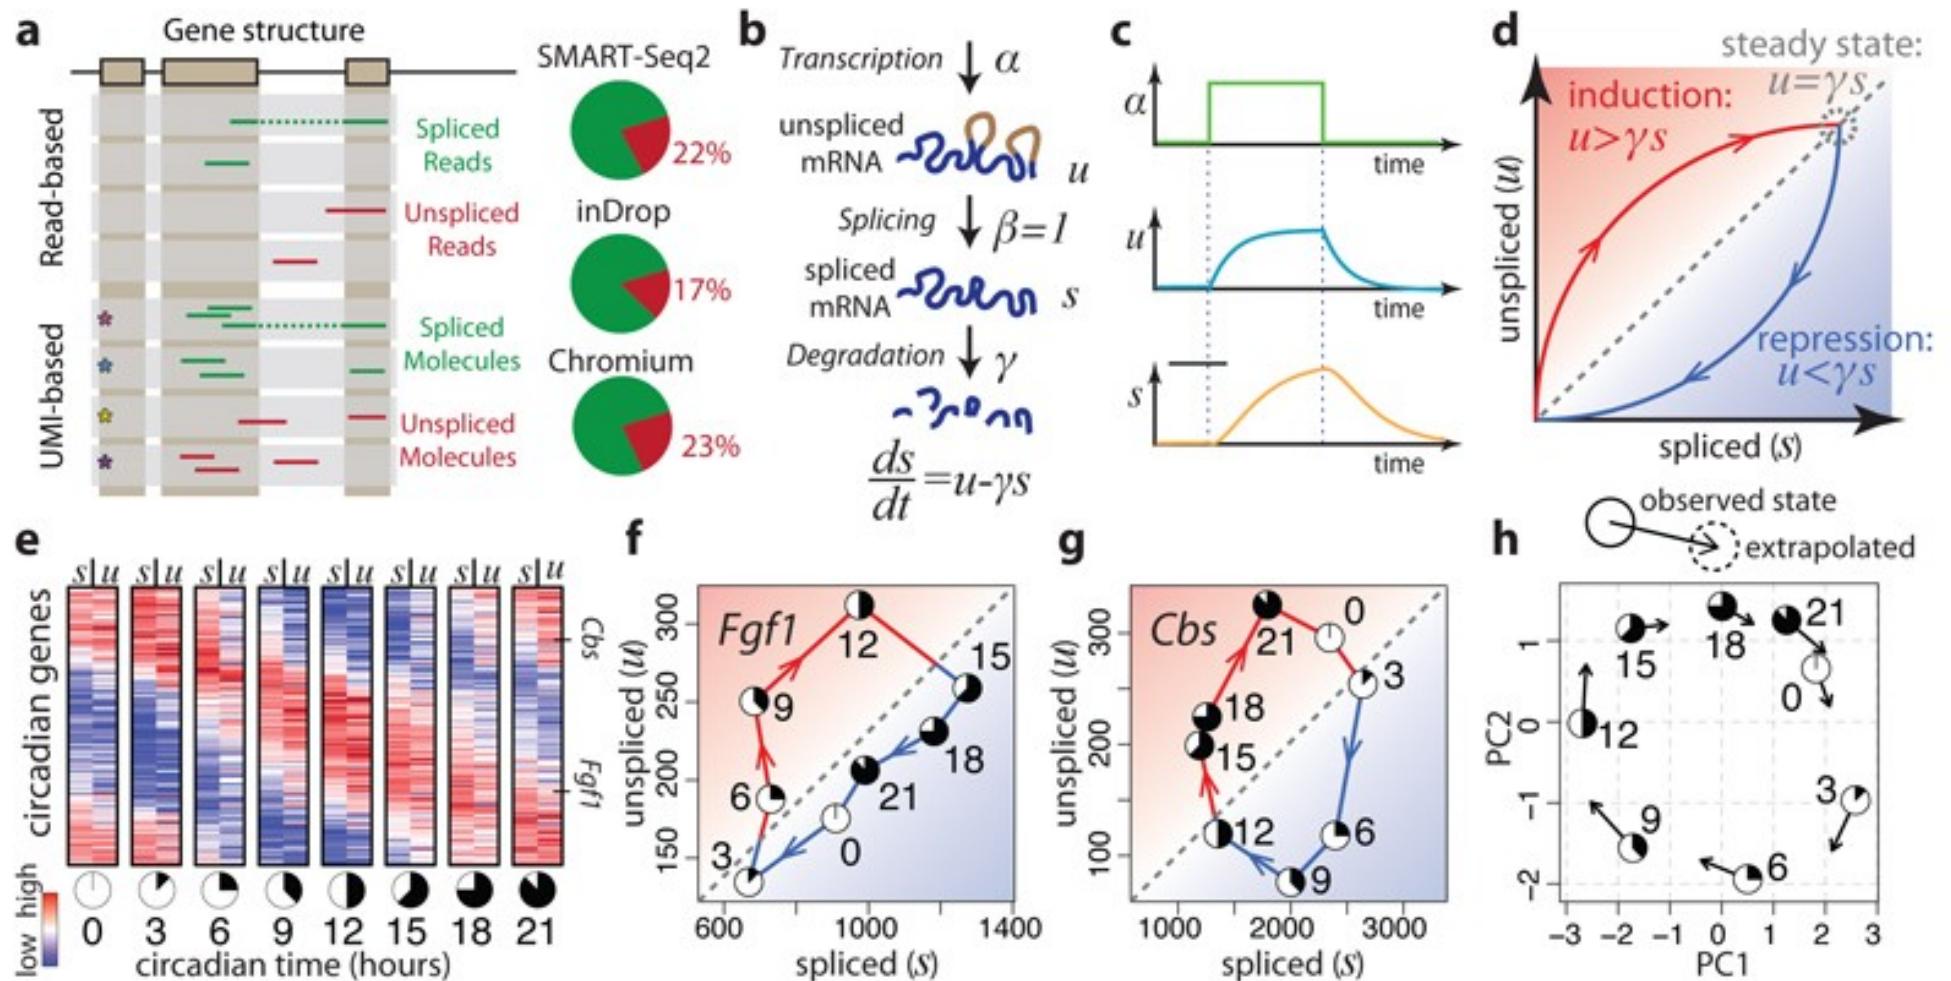 a
Gene structure
Read-based
UMI-based
Spliced
Reads
Unspliced
Reads
Spliced
Molecules
Unspliced
Molecules
SMART-Seq2
22%
inDrop
17%
Chromium
23%
b
Transcription
α
unspliced
mRNA
u
Splicing
β=1
spliced
mRNA
s
Degradation
γ
ds/dt=u-γs
c
α
time
u
time
s
time
d
steady state:
u=γs
induction:
u>γs
repression:
u<γs
unspliced (u)
spliced (s)
e
s u s u s u s u s u s u s u s u
circadian genes
Cbs
Fgf1
low high
0 3 6 9 12 15 18 21
circadian time (hours)
f
Fgf1
unspliced (u)
300
250
200
150
12
15
9
18
6
21
3
0
600 1000 1400
spliced (s)
g
Cbs
unspliced (u)
300
200
100
0
21
3
18
15
12
6
9
1000 2000 3000
spliced (s)
h
observed state
extrapolated
PC2
1
0
-1
-2
21
15
18
0
12
3
9
6
-3 -2 -1 0 1 2 3
PC1